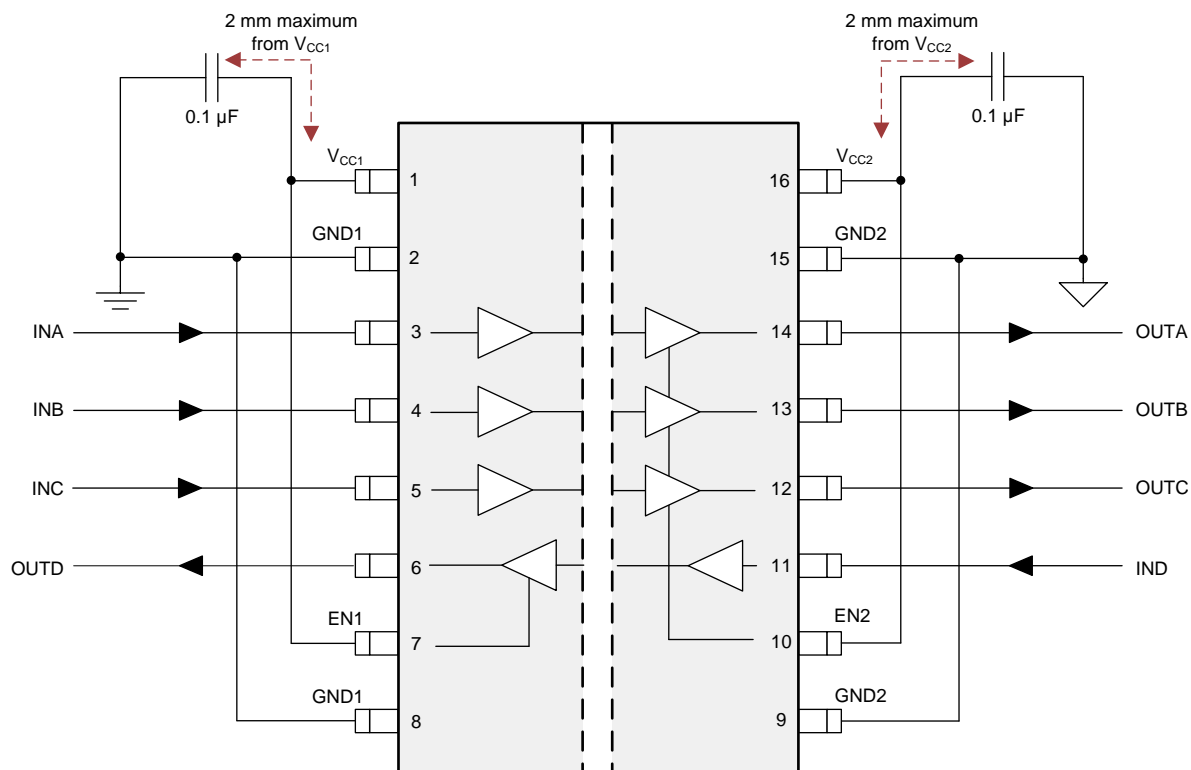 2 mm maximum
from VCC1
2 mm maximum
from VCC2
0.1 µF
0.1 µF
VCC1
1
16
VCC2
GND1
2
15
GND2
INA
3
14
OUTA
INB
4
13
OUTB
INC
5
12
OUTC
OUTD
6
11
IND
EN1
7
10
EN2
GND1
8
9
GND2